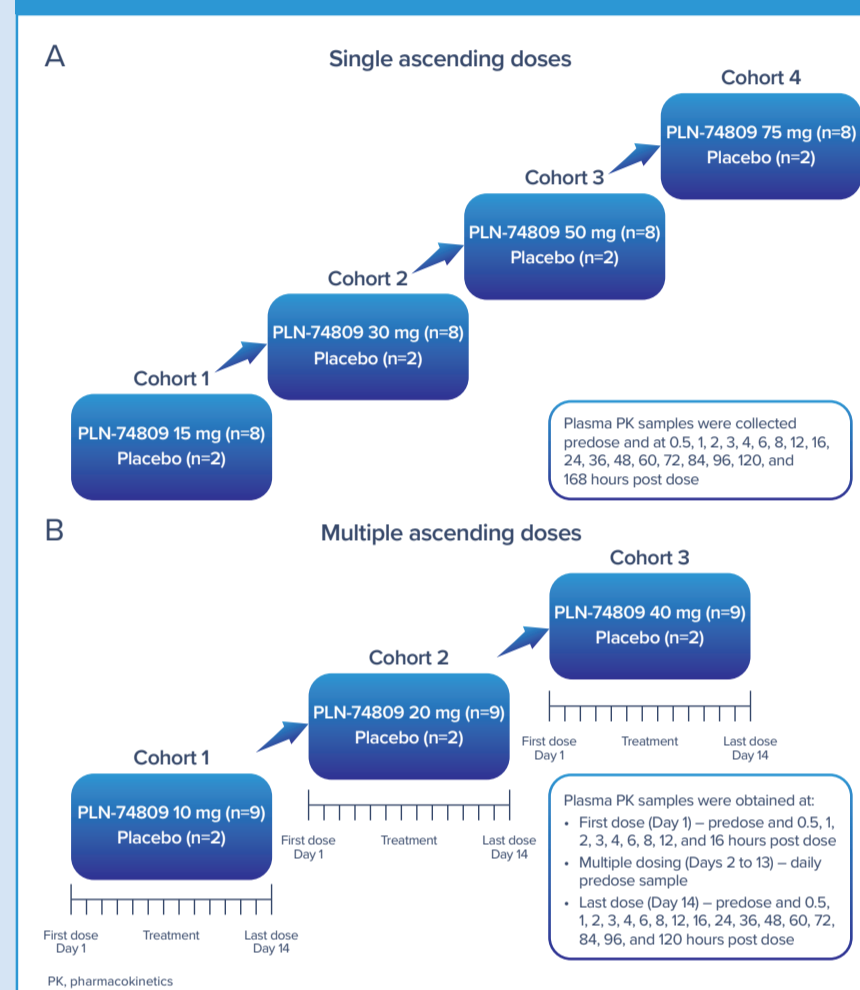 A
Single ascending doses
Cohort 4
PLN-74809 75 mg (n=8)
Placebo (n=2)
Cohort 3
PLN-74809 50 mg (n=8)
Placebo (n=2)
Cohort 2
PLN-74809 30 mg (n=8)
Placebo (n=2)
Cohort 1
PLN-74809 15 mg (n=8)
Placebo (n=2)
Plasma PK samples were collected
predose and at 0.5, 1, 2, 3, 4, 6, 8, 12, 16,
24, 36, 48, 60, 72, 84, 96, 120, and
168 hours post dose
B
Multiple ascending doses
Cohort 3
PLN-74809 40 mg (n=9)
Placebo (n=2)
First dose
Day 1
Treatment
Last dose
Day 14
Cohort 2
PLN-74809 20 mg (n=9)
Placebo (n=2)
First dose
Day 1
Treatment
Last dose
Day 14
Cohort 1
PLN-74809 10 mg (n=9)
Placebo (n=2)
First dose
Day 1
Treatment
Last dose
Day 14
Plasma PK samples were obtained at:
• First dose (Day 1) – predose and 0.5, 1,
2, 3, 4, 6, 8, 12, and 16 hours post dose
• Multiple dosing (Days 2 to 13) – daily
predose sample
• Last dose (Day 14) – predose and 0.5,
1, 2, 3, 4, 6, 8, 12, 16, 24, 36, 48, 60, 72,
84, 96, and 120 hours post dose
PK, pharmacokinetics